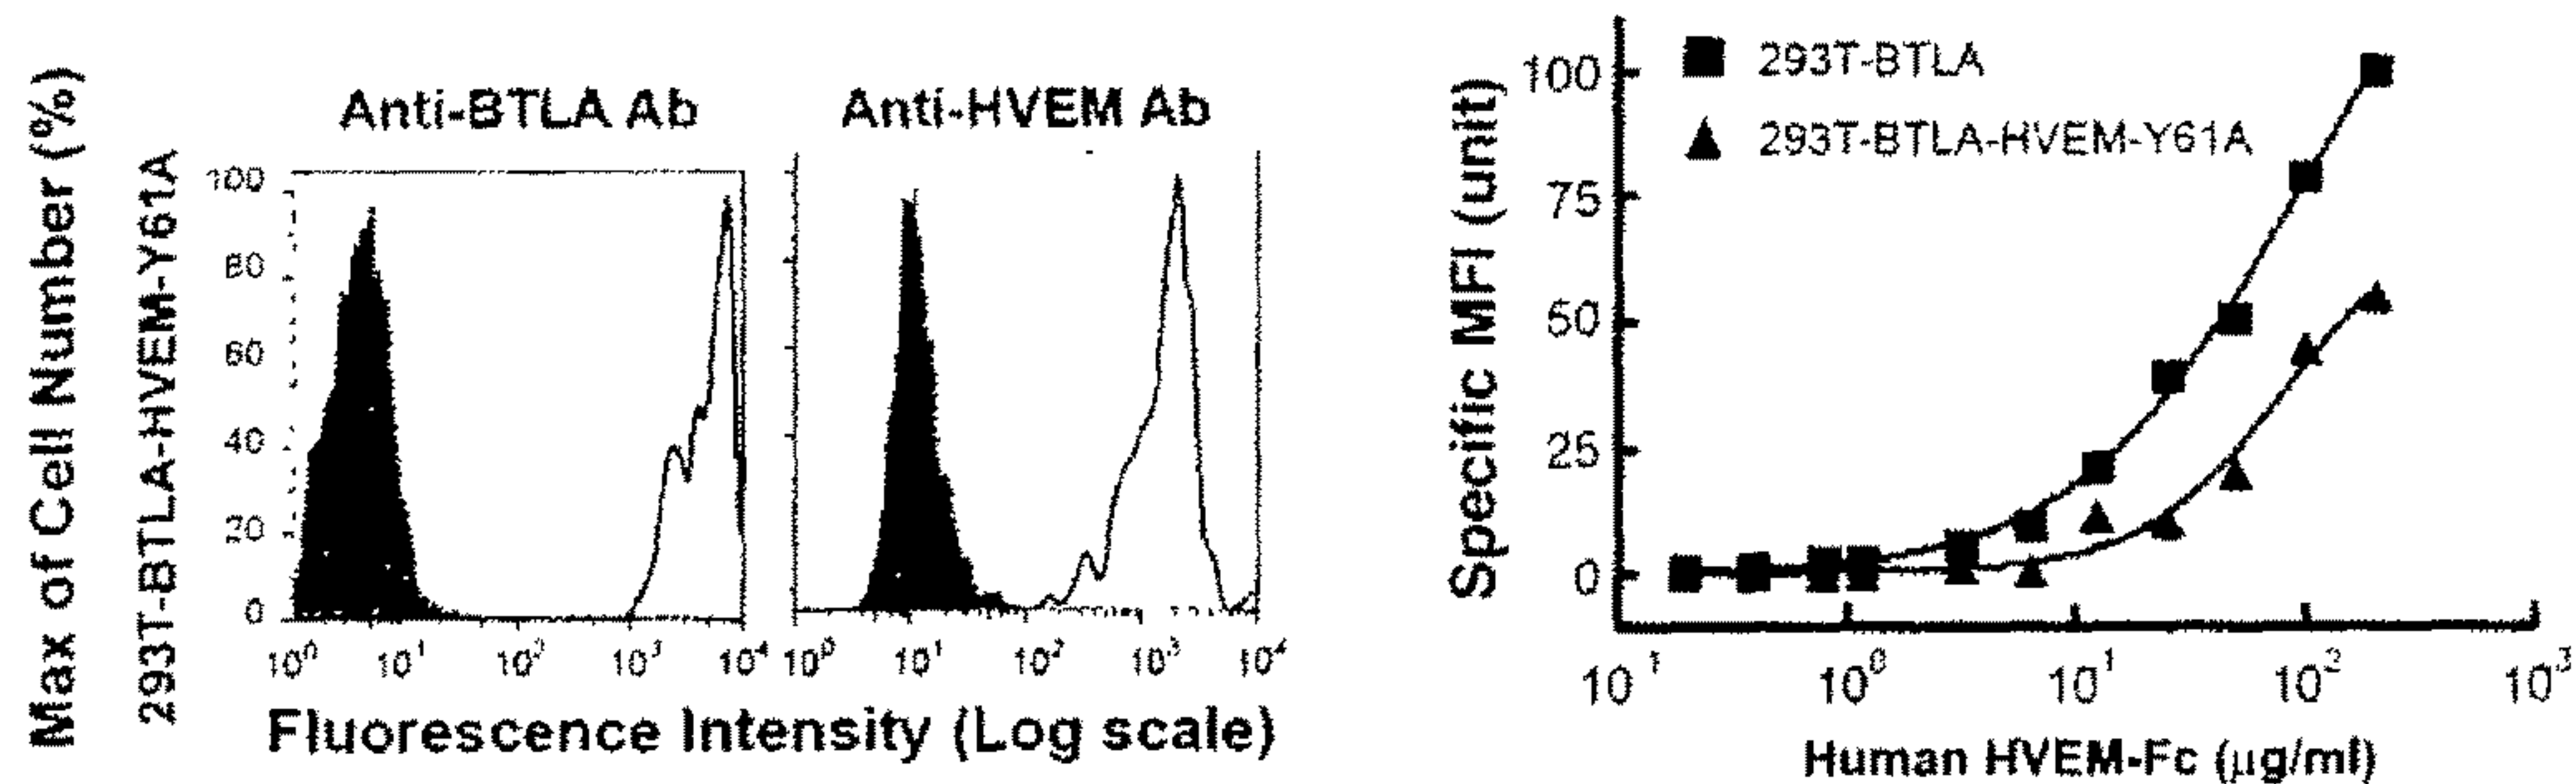 Max of Cell Number (%)
293T-BTLA-HVEM-Y61A
Anti-BTLA Ab
Anti-HVEM Ab
100
80
60
40
20
0
10⁰ 10¹ 10² 10³ 10⁴
10⁰ 10¹ 10² 10³ 10⁴
Fluorescence Intensity (Log scale)
Specific MFI (unit)
293T-BTLA
293T-BTLA-HVEM-Y61A
100
75
50
25
0
10¹ 10⁰ 10¹ 10² 10³
Human HVEM-Fc (μg/ml)